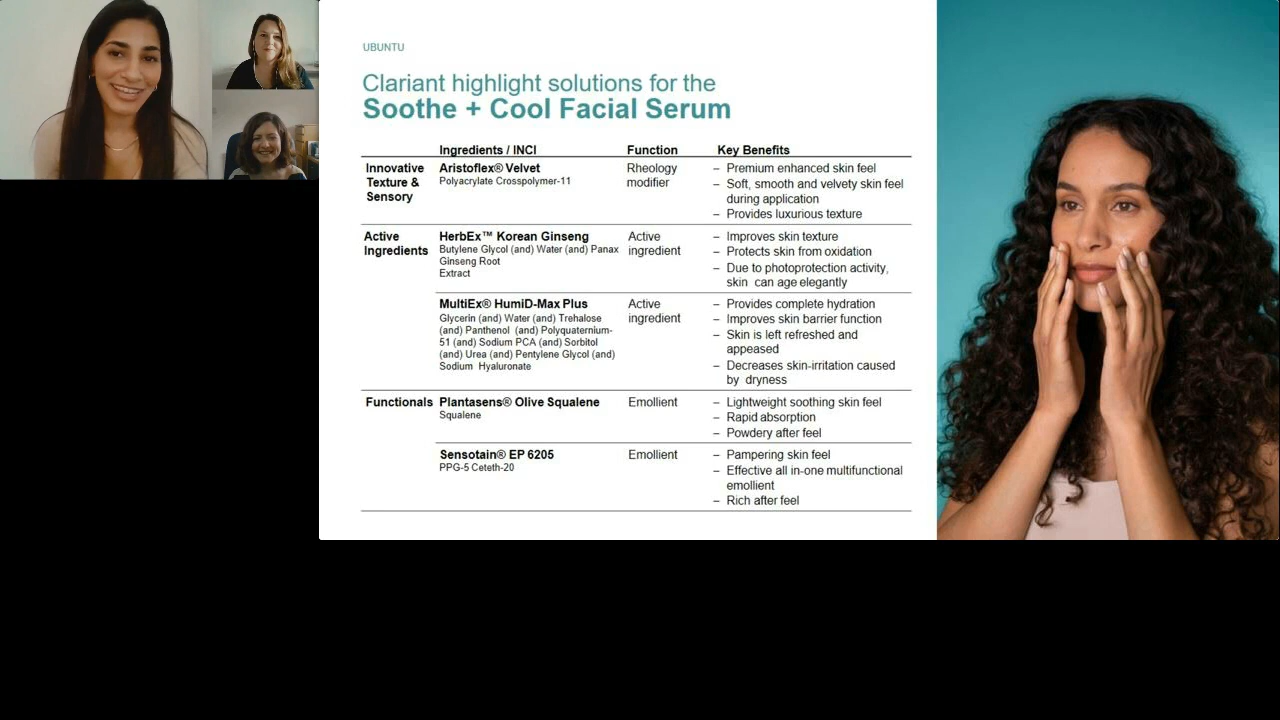 UBUNTU
Clariant highlight solutions for the
Soothe + Cool Facial Serum
Ingredients / INCI Function Key Benefits
Innovative Texture & Sensory
Aristoflex® Velvet
Polyacrylate Crosspolymer-11
Rheology modifier
– Premium enhanced skin feel
– Soft, smooth and velvety skin feel
during application
– Provides luxurious texture
Active Ingredients
HerbEx™ Korean Ginseng
Butylene Glycol (and) Water (and) Panax
Ginseng Root
Extract
Active ingredient
– Improves skin texture
– Protects skin from oxidation
– Due to photoprotection activity,
skin can age elegantly
MultiEx® HumiD-Max Plus
Glycerin (and) Water (and) Trehalose
(and) Panthenol (and) Polyquaternium-
51 (and) Sodium PCA (and) Sorbitol
(and) Urea (and) Pentylene Glycol (and)
Sodium Hyaluronate
Active ingredient
– Provides complete hydration
– Improves skin barrier function
– Skin is left refreshed and
appeased
– Decreases skin-irritation caused
by dryness
Functionals
Plantasens® Olive Squalene
Squalene
Emollient
– Lightweight soothing skin feel
– Rapid absorption
– Powdery after feel
Sensotain® EP 6205
PPG-5 Ceteth-20
Emollient
– Pampering skin feel
– Effective all in-one multifunctional
emollient
– Rich after feel